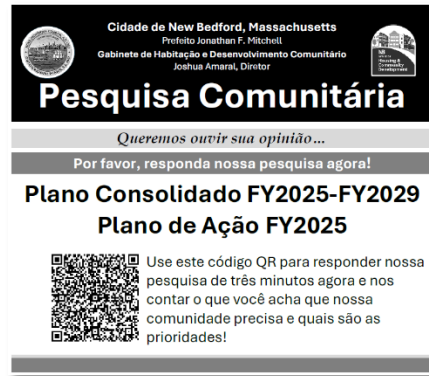 Cidade de New Bedford, Massachusetts
Prefeito Jonathan F. Mitchell
Gabinete de Habitação e Desenvolvimento Comunitário
Joshua Amaral, Diretor
Pesquisa Comunitária
Queremos ouvir sua opinião...
Por favor, responda nossa pesquisa agora!
Plano Consolidado FY2025-FY2029
Plano de Ação FY2025
Use este código QR para responder nossa
pesquisa de três minutos agora e nos
contar o que você acha que nossa
comunidade precisa e quais são as
prioridades!